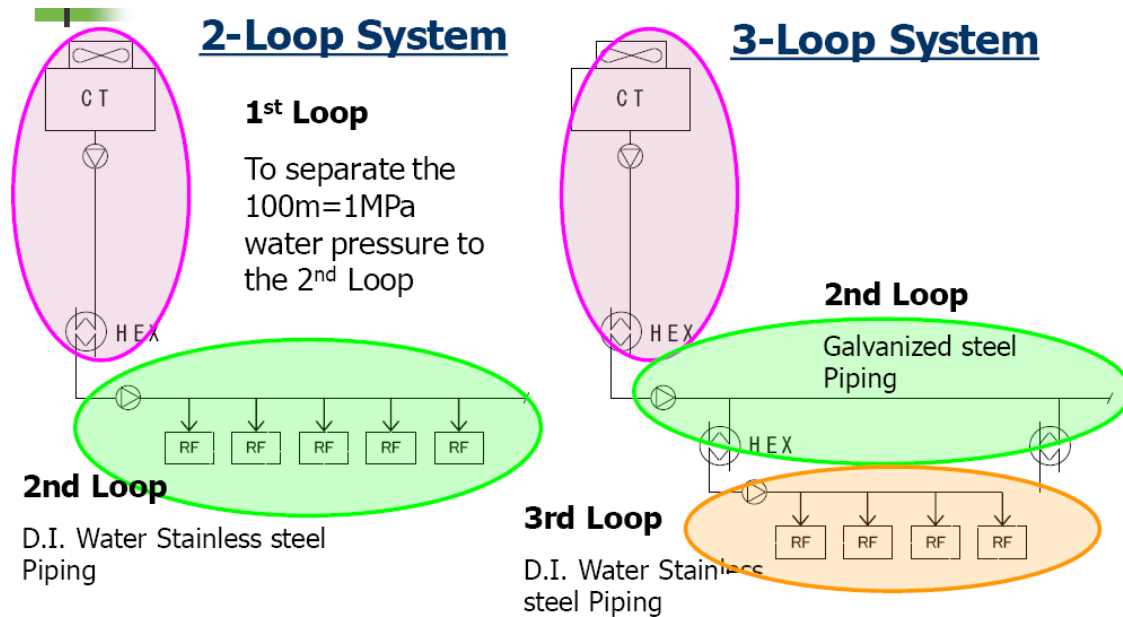 2-Loop System
CT
1st Loop
To separate the
100m=1MPa
water pressure to
the 2nd Loop
HEX
RF RF RF RF RF
2nd Loop
D.I. Water Stainless steel
Piping
3-Loop System
CT
HEX
2nd Loop
Galvanized steel
Piping
HEX
3rd Loop
RF RF RF RF
D.I. Water Stainless
steel Piping